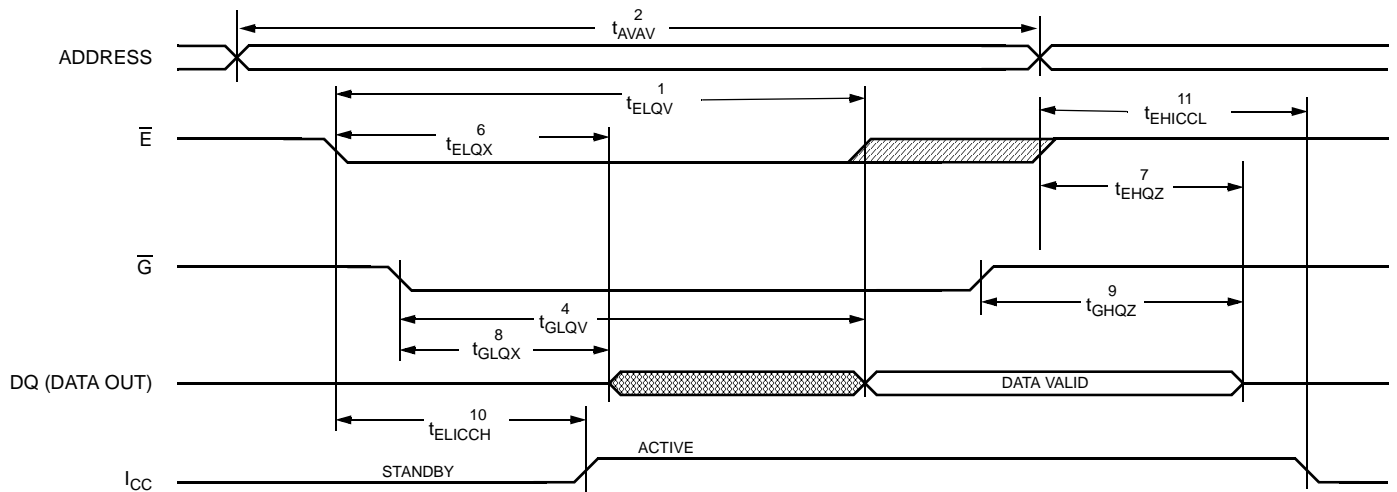 2
tAVAV
ADDRESS
1
tELQV
11
tEHICCL
E
6
tELQX
7
tEHQZ
G
4
tGLQV
9
tGHQZ
8
tGLQX
DQ (DATA OUT)
DATA VALID
10
tELICCH
ACTIVE
STANDBY
ICC